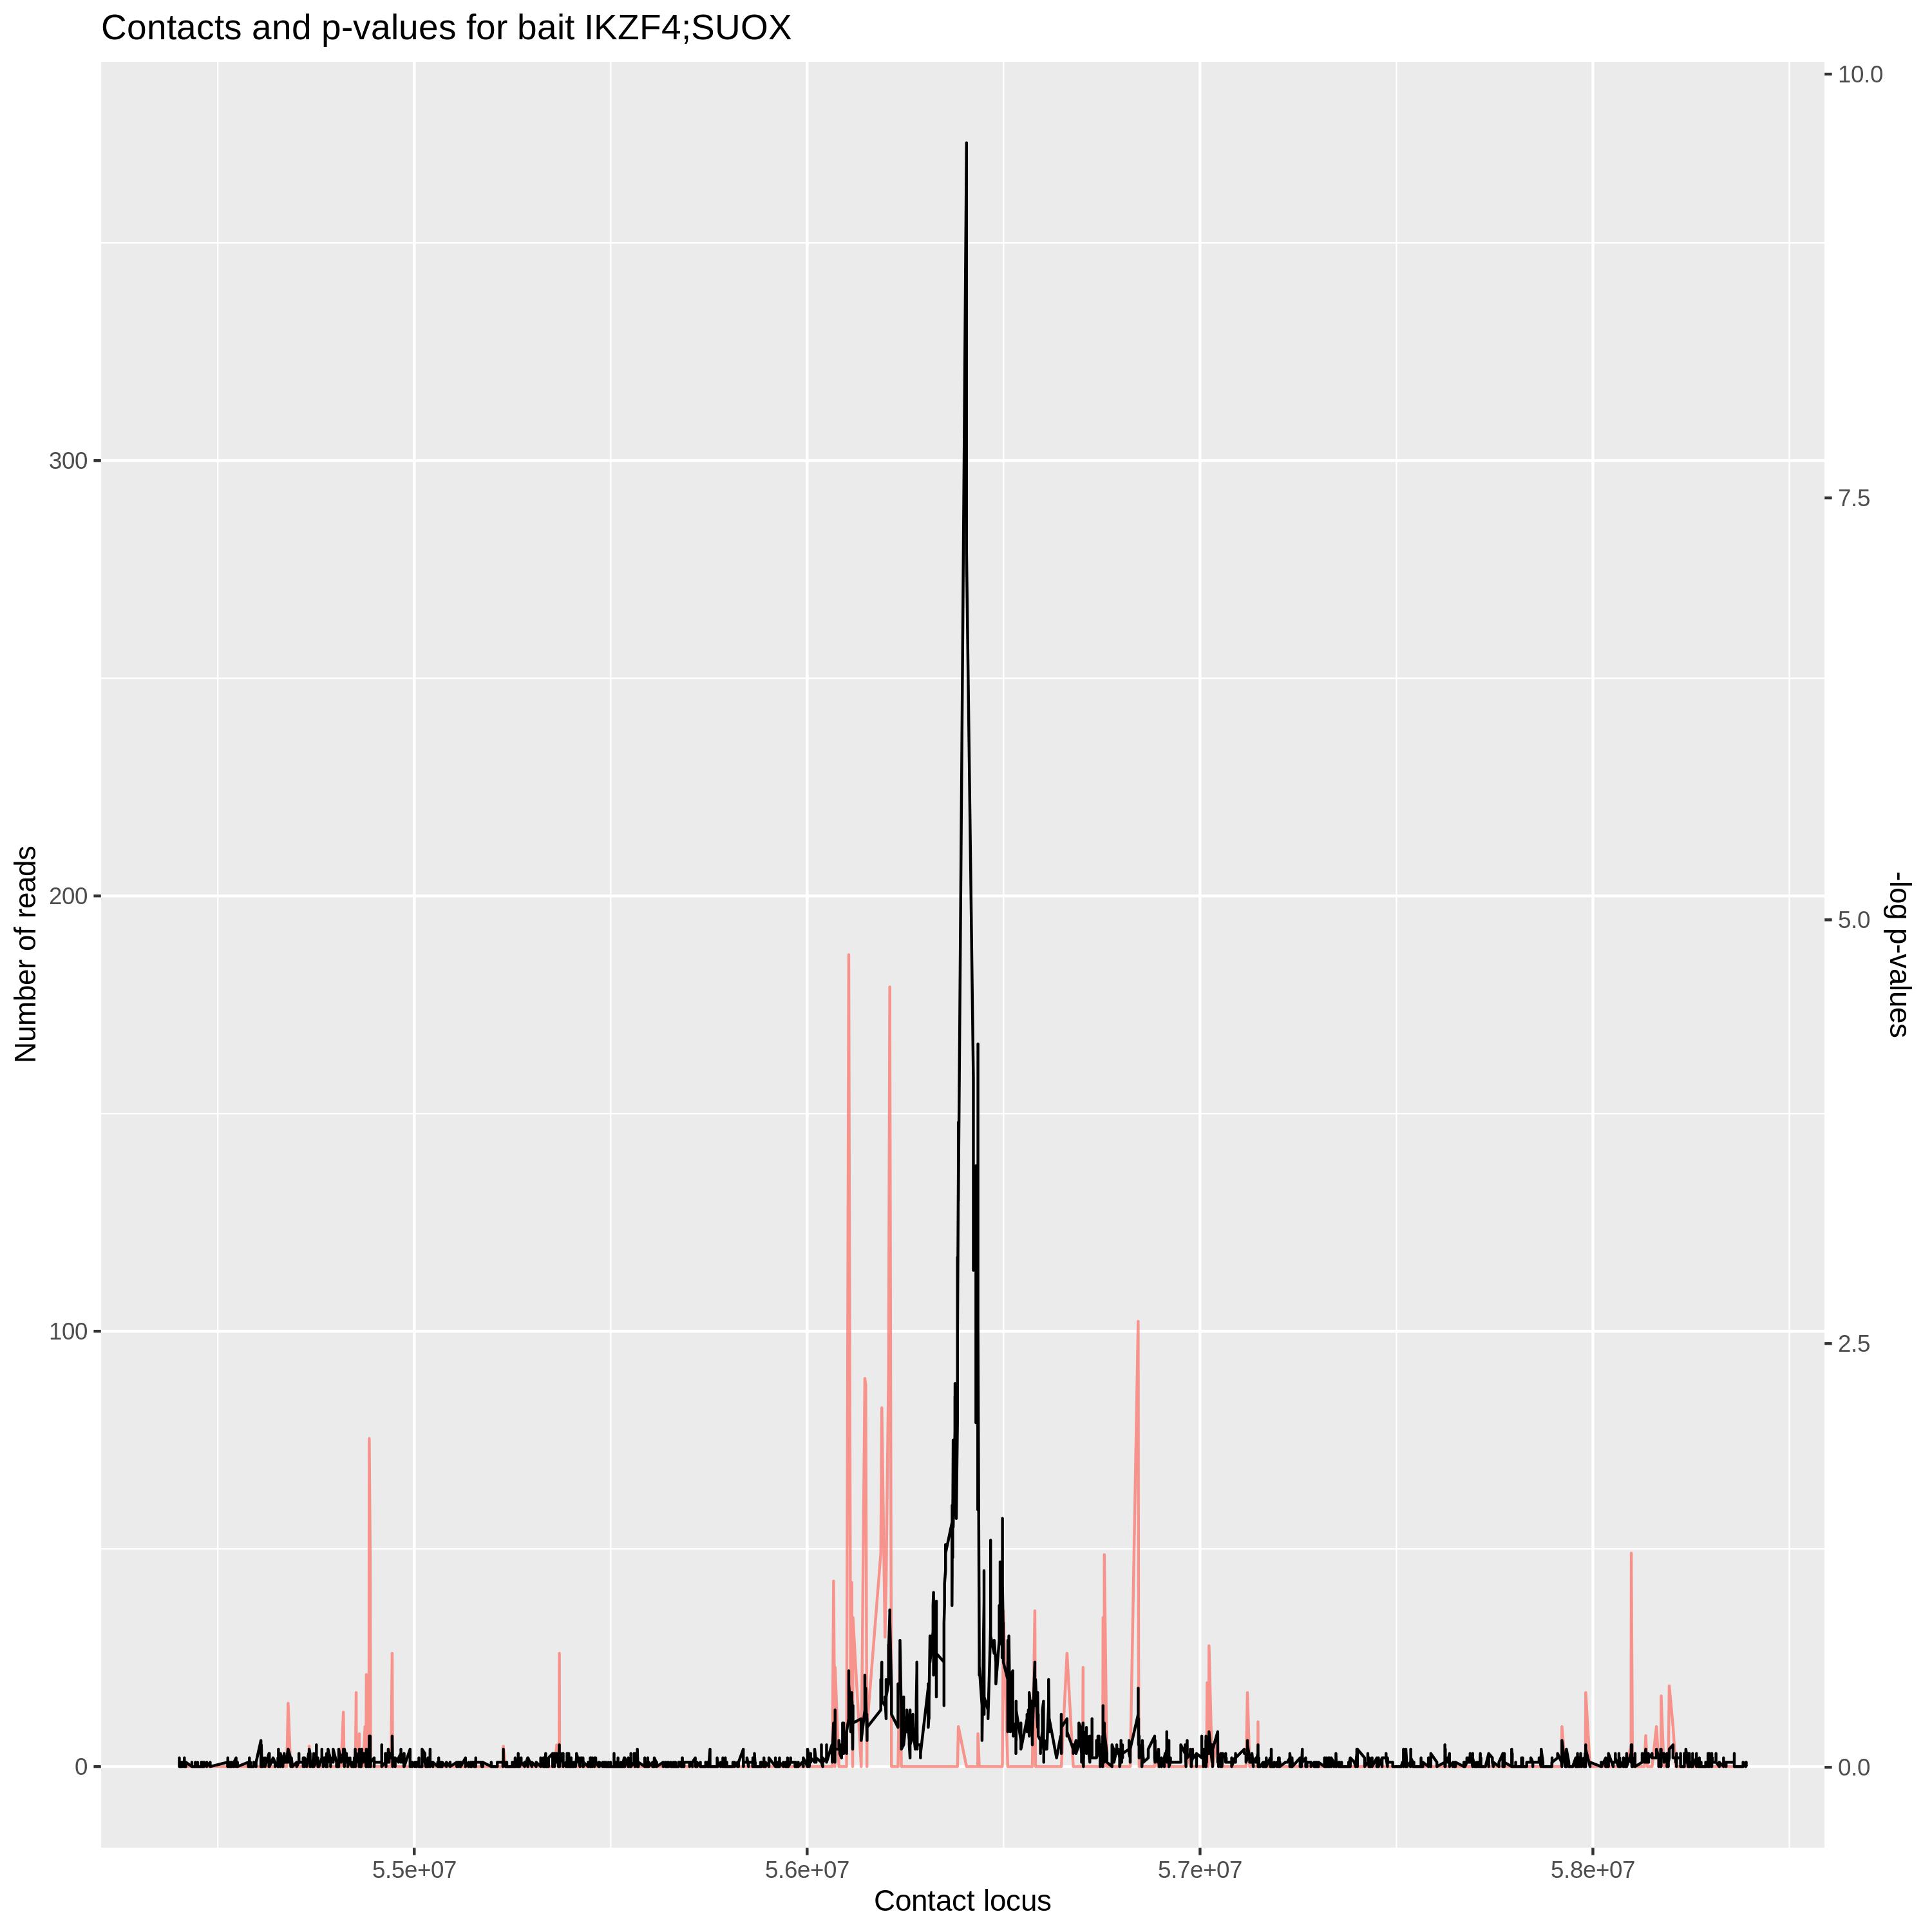 Contacts and p-values for bait IKZF4;SUOX
10.0
7.5
5.0
2.5
0.0
300
200
100
0
Number of reads
-log p-values
5.5e+07
5.6e+07
5.7e+07
5.8e+07
Contact locus